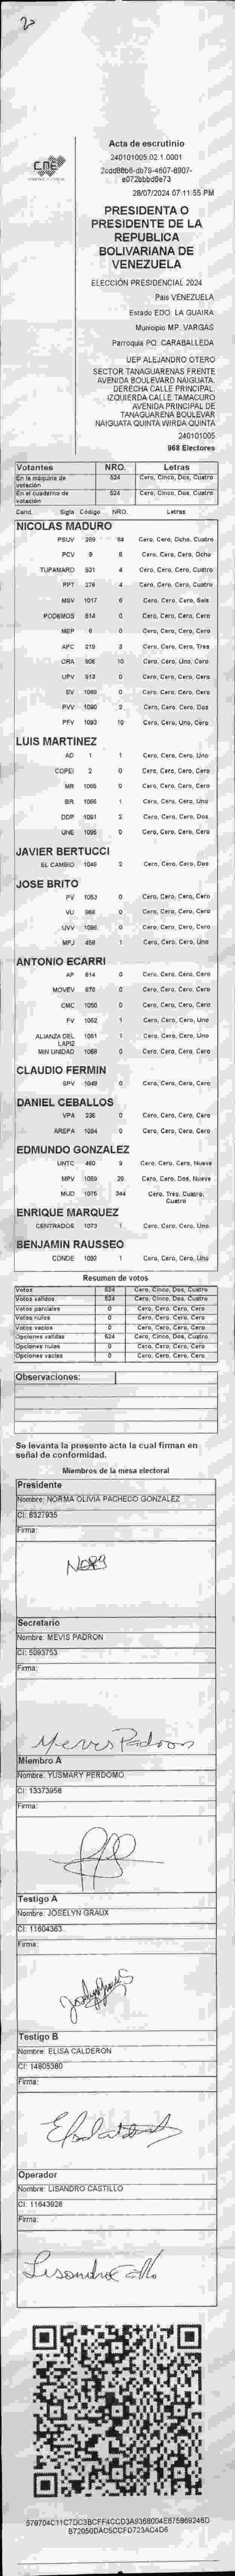 CNE
Acta de escrutinio
240101005.02.1.0001
28/07/2024 07:11:55 PM
PRESIDENTA O
PRESIDENTE DE LA
REPUBLICA
BOLIVARIANA DE
VENEZUELA
ELECCIÓN PRESIDENCIAL 2024
País VENEZUELA
Estado EDO. LA GUAIRA
Municipio MP. VARGAS
Parroquia PQ. CARABALLEDA
UEP ALEJANDRO OTERO
SECTOR TANAGUARENAS FRENTE
AVENIDA BOULEVARD NAIGUATA.
DERECHA CALLE PRINCIPAL.
IZQUIERDA CALLE TAMACURO
AVENIDA PRINCIPAL DE
TANAGUARENA BOULEVAR
NAIGUATA QUINTA WIRDA QUINTA
240101005
968 Electores
Votantes NRO. Letras
En la máquina de votación 524 Cero, Cinco, Dos, Cuatro
En el cuaderno de votación 524 Cero, Cinco, Dos, Cuatro
Cand. Sigla Código NRO. Letras
NICOLAS MADURO
PSUV 84 Cero, Cero, Ocho, Cuatro
PCV 9 8 Cero, Cero, Cero, Ocho
TUPAMARO 531 4 Cero, Cero, Cero, Cuatro
PPT 276 4 Cero, Cero, Cero, Cuatro
MSV 1017 6 Cero, Cero, Cero, Seis
PODEMOS 514 0 Cero, Cero, Cero, Cero
MEP 6 0 Cero, Cero, Cero, Cero
APC 219 3 Cero, Cero, Cero, Tres
ORA 906 10 Cero, Cero, Uno, Cero
UPV 513 0 Cero, Cero, Cero, Cero
EV 1089 0 Cero, Cero, Cero, Cero
PVV 1090 2 Cero, Cero, Cero, Dos
PFV 1093 10 Cero, Cero, Uno, Cero
LUIS MARTINEZ
AD 1 1 Cero, Cero, Cero, Uno
COPEI 2 0 Cero, Cero, Cero, Cero
MR 1065 0 Cero, Cero, Cero, Cero
BR 1066 1 Cero, Cero, Cero, Uno
DDP 1091 2 Cero, Cero, Cero, Dos
UNE 1095 0 Cero, Cero, Cero, Cero
JAVIER BERTUCCI
EL CAMBIO 1048 2 Cero, Cero, Cero, Dos
JOSE BRITO
PV 1053 0 Cero, Cero, Cero, Cero
VU 968 0 Cero, Cero, Cero, Cero
UVV 1096 0 Cero, Cero, Cero, Cero
MPJ 458 1 Cero, Cero, Cero, Uno
ANTONIO ECARRI
AP 814 0 Cero, Cero, Cero, Cero
MOVEV 878 0 Cero, Cero, Cero, Cero
CMC 1050 0 Cero, Cero, Cero, Cero
FV 1062 1 Cero, Cero, Cero, Uno
ALIANZA DEL LAPIZ 1051 1 Cero, Cero, Cero, Uno
MIN UNIDAD 1068 0 Cero, Cero, Cero, Cero
CLAUDIO FERMIN
SPV 1049 0 Cero, Cero, Cero, Cero
DANIEL CEBALLOS
VPA 236 0 Cero, Cero, Cero, Cero
AREPA 1094 0 Cero, Cero, Cero, Cero
EDMUNDO GONZALEZ
UNTC 460 9 Cero, Cero, Cero, Nueve
MPV 1069 29 Cero, Cero, Dos, Nueve
MUD 1075 344 Cero, Tres, Cuatro, Cuatro
ENRIQUE MARQUEZ
CENTRADOS 1073 1 Cero, Cero, Cero, Uno
BENJAMIN RAUSSEO
CONDE 1092 1 Cero, Cero, Cero, Uno
Resumen de votos
Votos 524 Cero, Cinco, Dos, Cuatro
Votos válidos 524 Cero, Cinco, Dos, Cuatro
Votos parciales 0 Cero, Cero, Cero, Cero
Votos nulos 0 Cero, Cero, Cero, Cero
Votos vacíos 0 Cero, Cero, Cero, Cero
Opciones válidas 524 Cero, Cinco, Dos, Cuatro
Opciones nulas 0 Cero, Cero, Cero, Cero
Opciones vacías 0 Cero, Cero, Cero, Cero
Observaciones:
Se levanta la presente acta la cual firman en
señal de conformidad.
Miembros de la mesa electoral
Presidente
Nombre: NORMA OLIVIA PACHECO GONZALEZ
CI: 6327935
Firma:
Secretario
Nombre: MEVIS PADRON
CI: 5093753
Firma:
Mevis Padron
Miembro A
Nombre: YUSMARY PERDOMO
CI: 13373958
Firma:
Testigo A
Nombre: JOSELYN GRAUX
CI: 11604363
Firma:
Testigo B
Nombre: ELISA CALDERON
CI: 14805380
Firma:
Operador
Nombre: LISANDRO CASTILLO
CI: 11643928
Firma: